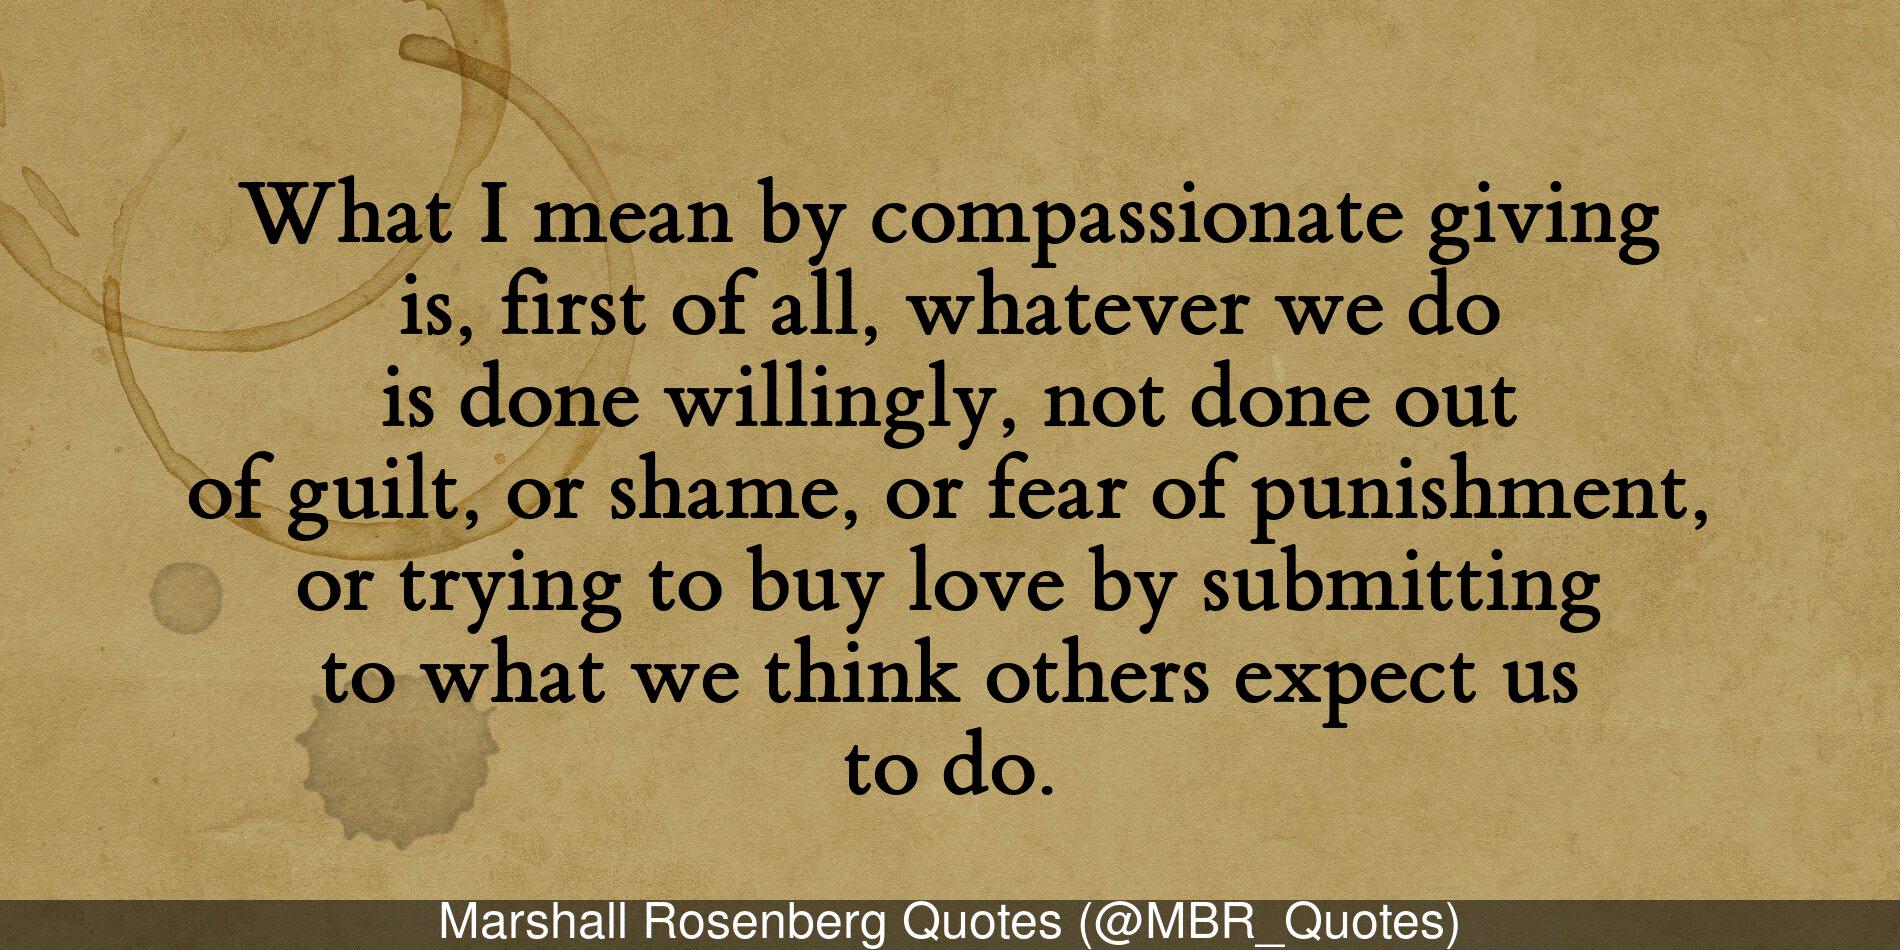 What I mean by compassionate giving
is, first of all, whatever we do
is done willingly, not done out
of guilt, or shame, or fear of punishment,
or trying to buy love by submitting
to what we think others expect us
to do.
Marshall Rosenberg Quotes (@MBR_Quotes)